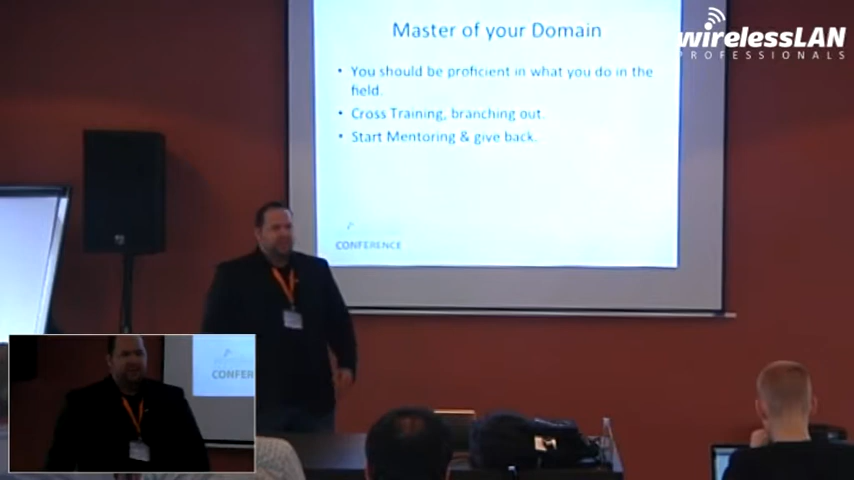 Master of your Domain
wirelessLAN
PROFESSIONALS
• You should be proficient in what you do in the
field.
• Cross Training, branching out.
• Start Mentoring & give back.
CONFERENCE
CONFER